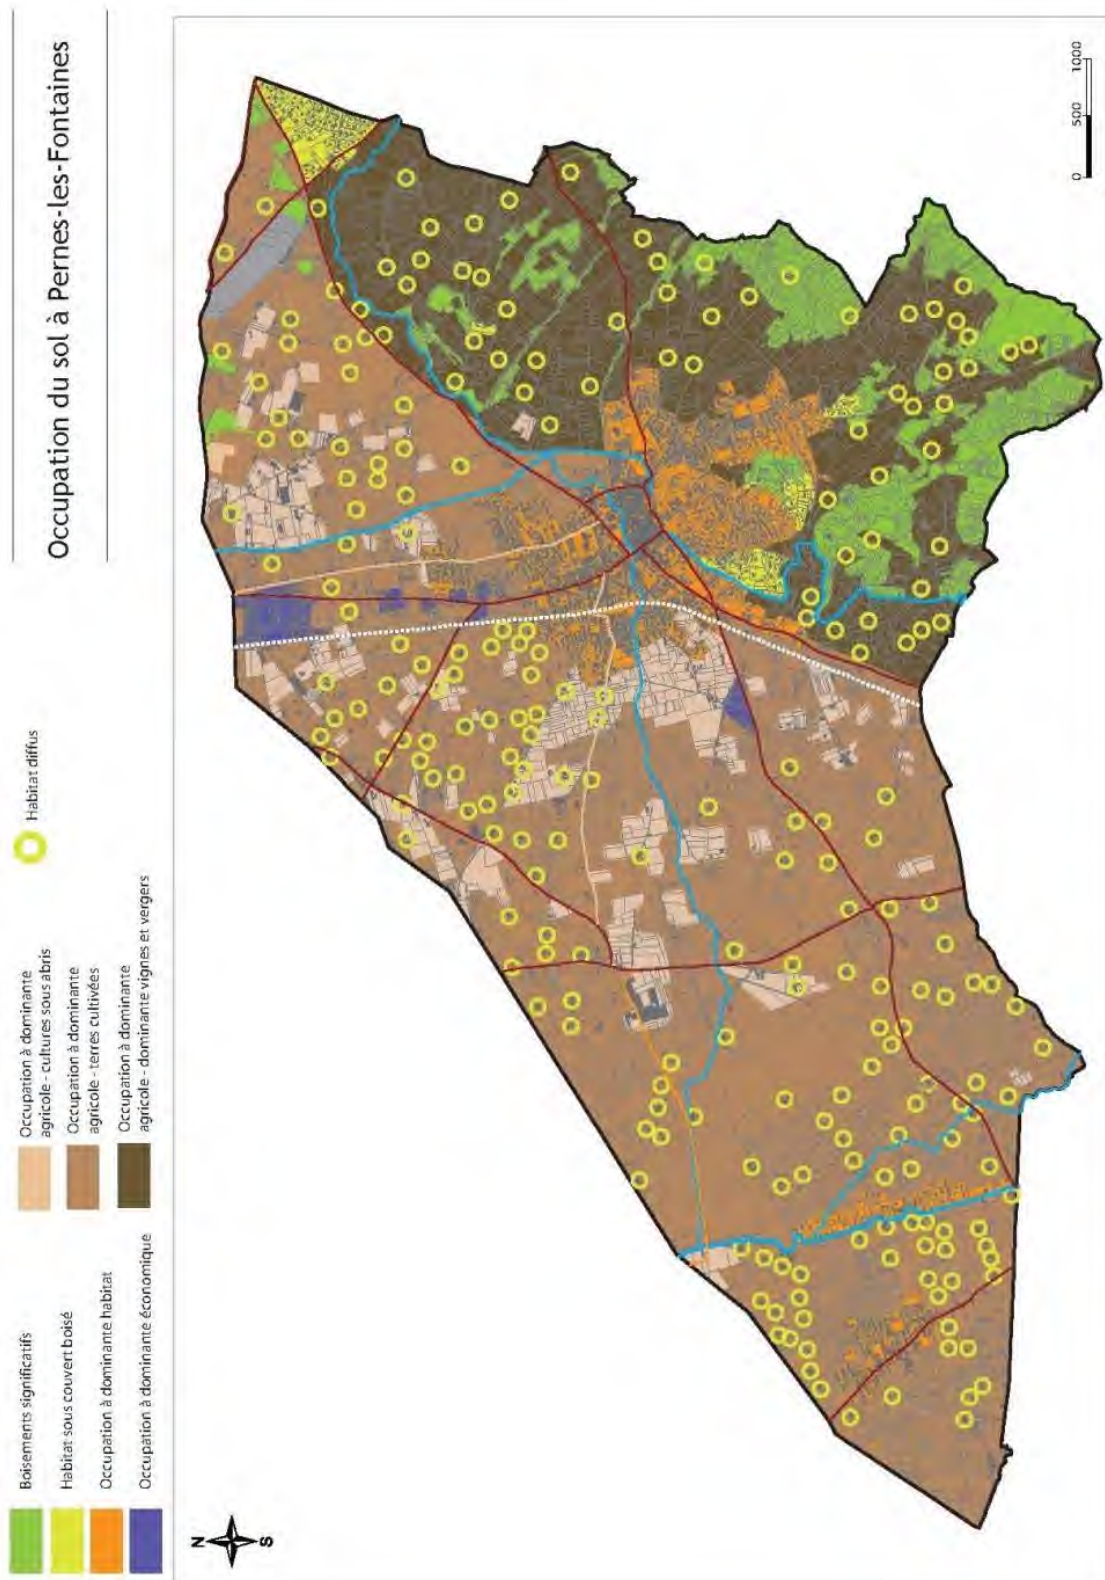 Occupation du sol à Pernes-les-Fontaines
Boisements significatifs
Habitat sous couvert boisé
Occupation à dominante habitat
Occupation à dominante économique
Occupation à dominante
agricole - cultures sous abris
Occupation à dominante
agricole - terres cultivées
Occupation à dominante
agricole - dominante vignes et vergers
Habitat diffus
N
S
0 500 1000